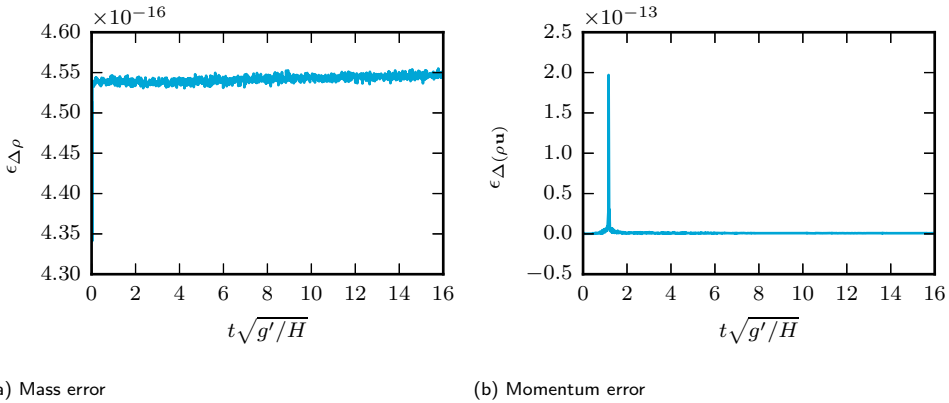 ×10−16
4.60
4.55
4.50
4.45
4.40
4.35
4.30
0 2 4 6 8 10 12 14 16
t√g′/H
ϵΔρ
×10−13
2.5
2.0
1.5
1.0
0.5
0.0
−0.5
0 2 4 6 8 10 12 14 16
t√g′/H
ϵΔ(ρu)
) Mass error
(b) Momentum error